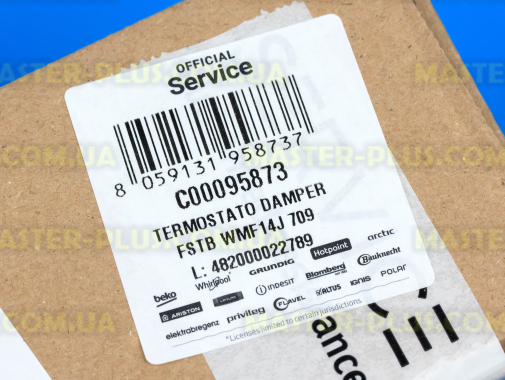 OFFICIAL
Service
8 059131 958737
C00095873
TERMOSTATO DAMPER
FSTB WMF14J 709
L: 482000022789
beko Whirlpool GRUNDIG Hotpoint arctic
ARISTON indesit Blomberg Bauknecht
elektrabregenz privileg FLAVEL ALTUS IGNIS POLAR
*Licenses limited to certain jurisdictions
ance
MASTER-PLUS.COM.UA